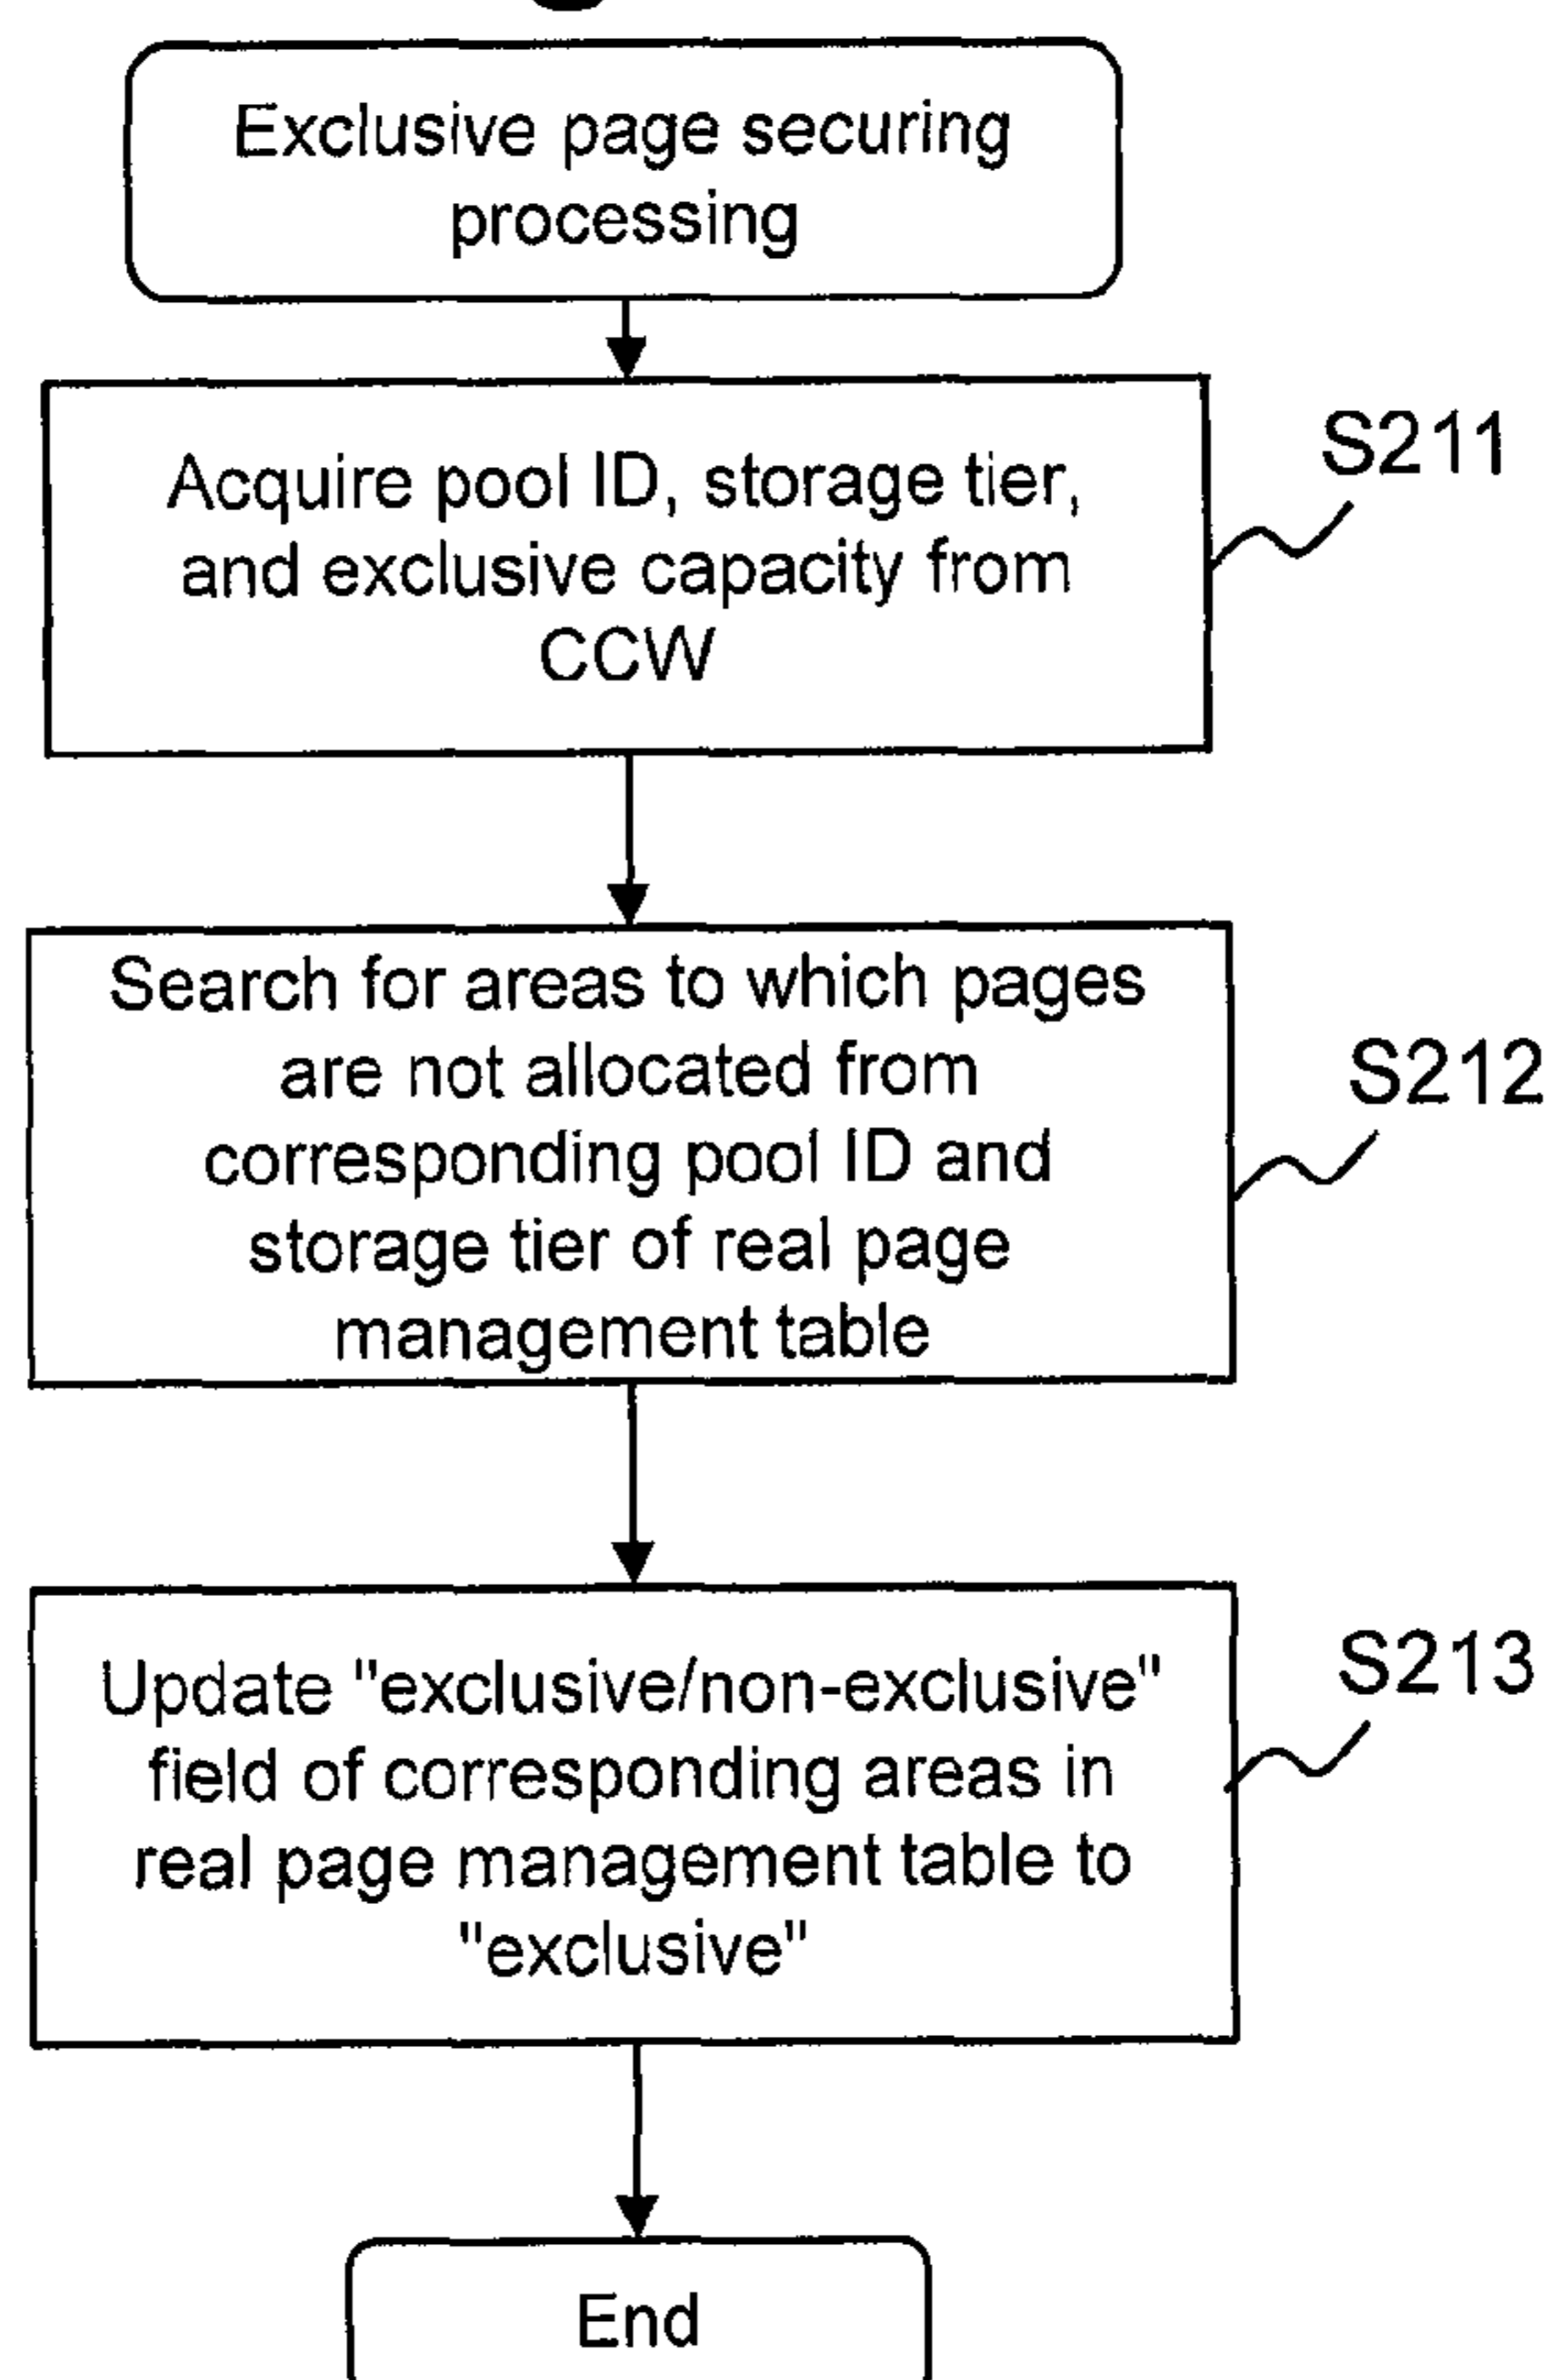 Exclusive page securing
processing
Acquire pool ID, storage tier,
and exclusive capacity from
CCW
S211
Search for areas to which pages
are not allocated from
corresponding pool ID and
storage tier of real page
management table
S212
Update "exclusive/non-exclusive"
field of corresponding areas in
real page management table to
"exclusive"
S213
End